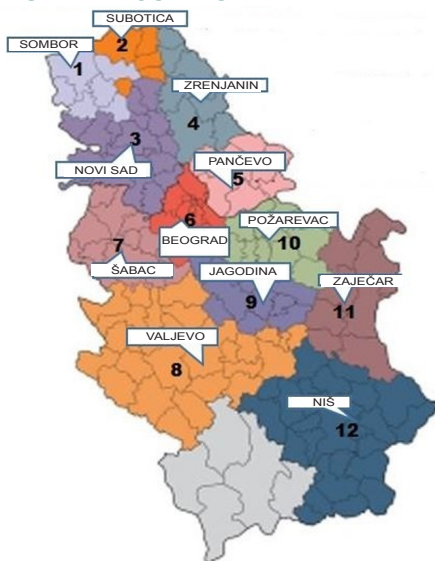 SUBOTICA
2
SOMBOR
1
ZRENJANIN
4
3
NOVI SAD
PANČEVO
5
6
BEOGRAD
POŽAREVAC
10
7
ŠABAC
JAGODINA
9
ZAJEČAR
11
VALJEVO
8
NIŠ
12